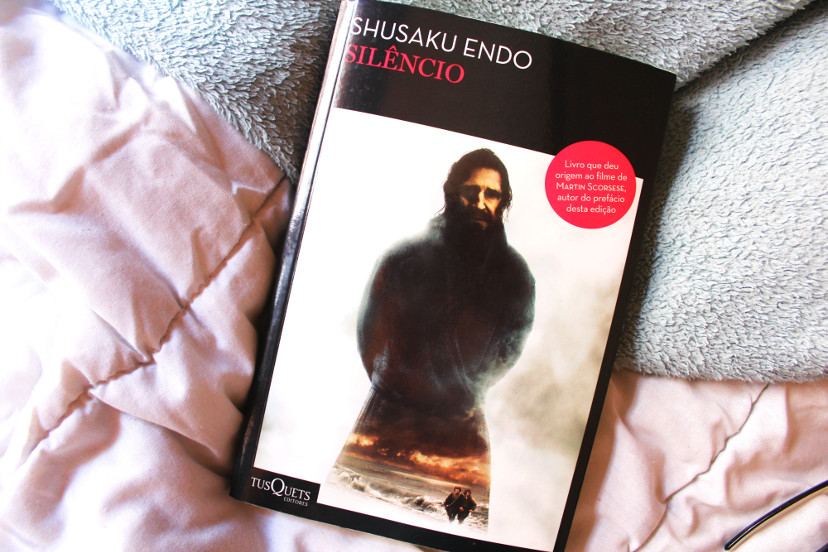 SHUSAKU ENDO
SILÊNCIO
Livro que deu
origem ao filme de
MARTIN SCORSESE,
autor do prefácio
desta edição
TUSQUETS
EDITORES